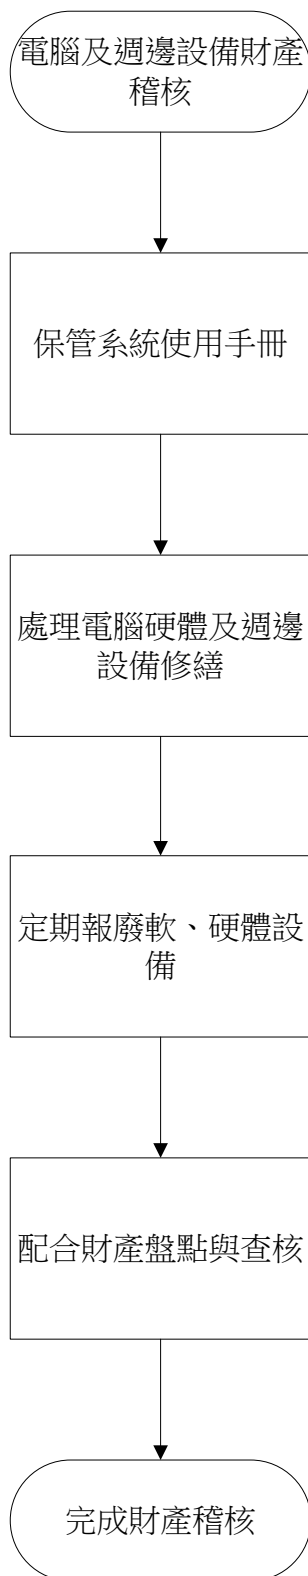 電腦及週邊設備財產
稽核
保管系統使用手冊
處理電腦硬體及週邊
設備修繕
定期報廢軟、硬體設
備
配合財產盤點與查核
完成財產稽核